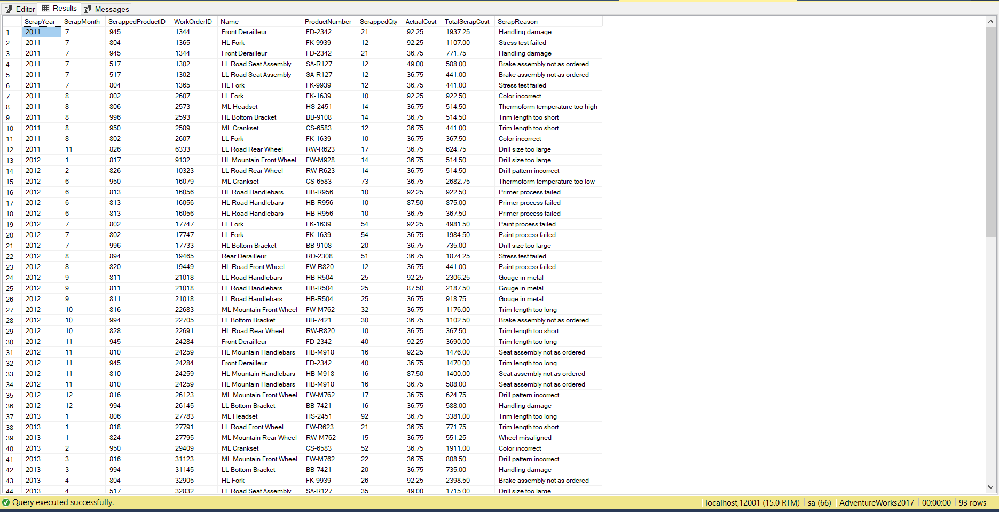 Editor Results Messages
ScrapYear ScrapMonth ScrappedProductID WorkOrderID Name ProductNumber ScrappedQty ActualCost TotalScrapCost ScrapReason
1 2011 7 945 1344 Front Derailleur FD-2342 21 92.25 1937.25 Handling damage
2 2011 7 804 1365 HL Fork FK-9939 12 92.25 1107.00 Stress test failed
3 2011 7 945 1344 Front Derailleur FD-2342 21 36.75 771.75 Handling damage
4 2011 7 517 1302 LL Road Seat Assembly SA-R127 12 49.00 588.00 Brake assembly not as ordered
5 2011 7 517 1302 LL Road Seat Assembly SA-R127 12 36.75 441.00 Brake assembly not as ordered
6 2011 7 804 1365 HL Fork FK-9939 12 36.75 441.00 Stress test failed
7 2011 8 802 2607 LL Fork FK-1639 10 92.25 922.50 Color incorrect
8 2011 8 806 2573 ML Headset HS-2451 14 36.75 514.50 Thermoform temperature too high
9 2011 8 996 2593 HL Bottom Bracket BB-9108 14 36.75 514.50 Trim length too short
10 2011 8 950 2589 ML Crankset CS-6583 12 36.75 441.00 Trim length too short
11 2011 8 802 2607 LL Fork FK-1639 10 36.75 367.50 Color incorrect
12 2011 11 826 6333 LL Road Rear Wheel RW-R623 17 36.75 624.75 Drill size too large
13 2012 1 817 9132 HL Mountain Front Wheel FW-M928 14 36.75 514.50 Drill size too large
14 2012 2 826 10323 LL Road Rear Wheel RW-R623 14 36.75 514.50 Drill pattern incorrect
15 2012 6 950 16079 ML Crankset CS-6583 73 36.75 2682.75 Thermoform temperature too low
16 2012 6 813 16056 HL Road Handlebars HB-R956 10 92.25 922.50 Primer process failed
17 2012 6 813 16056 HL Road Handlebars HB-R956 10 87.50 875.00 Primer process failed
18 2012 6 813 16056 HL Road Handlebars HB-R956 10 36.75 367.50 Primer process failed
19 2012 7 802 17747 LL Fork FK-1639 54 92.25 4981.50 Paint process failed
20 2012 7 802 17747 LL Fork FK-1639 54 36.75 1984.50 Paint process failed
21 2012 7 996 17733 HL Bottom Bracket BB-9108 20 36.75 735.00 Drill size too large
22 2012 8 894 19465 Rear Derailleur RD-2308 51 36.75 1874.25 Stress test failed
23 2012 8 820 19449 HL Road Front Wheel FW-R820 12 36.75 441.00 Paint process failed
24 2012 9 811 21018 LL Road Handlebars HB-R504 25 92.25 2306.25 Gouge in metal
25 2012 9 811 21018 LL Road Handlebars HB-R504 25 87.50 2187.50 Gouge in metal
26 2012 9 811 21018 LL Road Handlebars HB-R504 25 36.75 918.75 Gouge in metal
27 2012 10 816 22683 ML Mountain Front Wheel FW-M762 32 36.75 1176.00 Trim length too long
28 2012 10 994 22705 LL Bottom Bracket BB-7421 30 36.75 1102.50 Brake assembly not as ordered
29 2012 10 828 22691 HL Road Rear Wheel RW-R820 10 36.75 367.50 Trim length too short
30 2012 11 945 24284 Front Derailleur FD-2342 40 92.25 3690.00 Trim length too long
31 2012 11 810 24259 HL Mountain Handlebars HB-M918 16 92.25 1476.00 Seat assembly not as ordered
32 2012 11 945 24284 Front Derailleur FD-2342 40 36.75 1470.00 Trim length too long
33 2012 11 810 24259 HL Mountain Handlebars HB-M918 16 87.50 1400.00 Seat assembly not as ordered
34 2012 11 810 24259 HL Mountain Handlebars HB-M918 16 36.75 588.00 Seat assembly not as ordered
35 2012 12 816 26123 ML Mountain Front Wheel FW-M762 17 36.75 624.75 Drill pattern incorrect
36 2012 12 994 26145 LL Bottom Bracket BB-7421 16 36.75 588.00 Handling damage
37 2013 1 806 27783 ML Headset HS-2451 92 36.75 3381.00 Trim length too long
38 2013 1 818 27791 LL Road Front Wheel FW-R623 21 36.75 771.75 Trim length too short
39 2013 1 824 27795 ML Mountain Rear Wheel RW-M762 15 36.75 551.25 Wheel misaligned
40 2013 2 950 29409 ML Crankset CS-6583 52 36.75 1911.00 Color incorrect
41 2013 3 816 31123 ML Mountain Front Wheel FW-M762 22 36.75 808.50 Drill pattern incorrect
42 2013 3 994 31145 LL Bottom Bracket BB-7421 20 36.75 735.00 Handling damage
43 2013 4 804 32905 HL Fork FK-9939 26 92.25 2398.50 Brake assembly not as ordered
44 2013 4 517 32832 LL Road Seat Assembly SA-R127 35 49.00 1715.00 Drill size too large
Query executed successfully. localhost,12001 (15.0 RTM) sa (66) AdventureWorks2017 00:00:00 93 rows